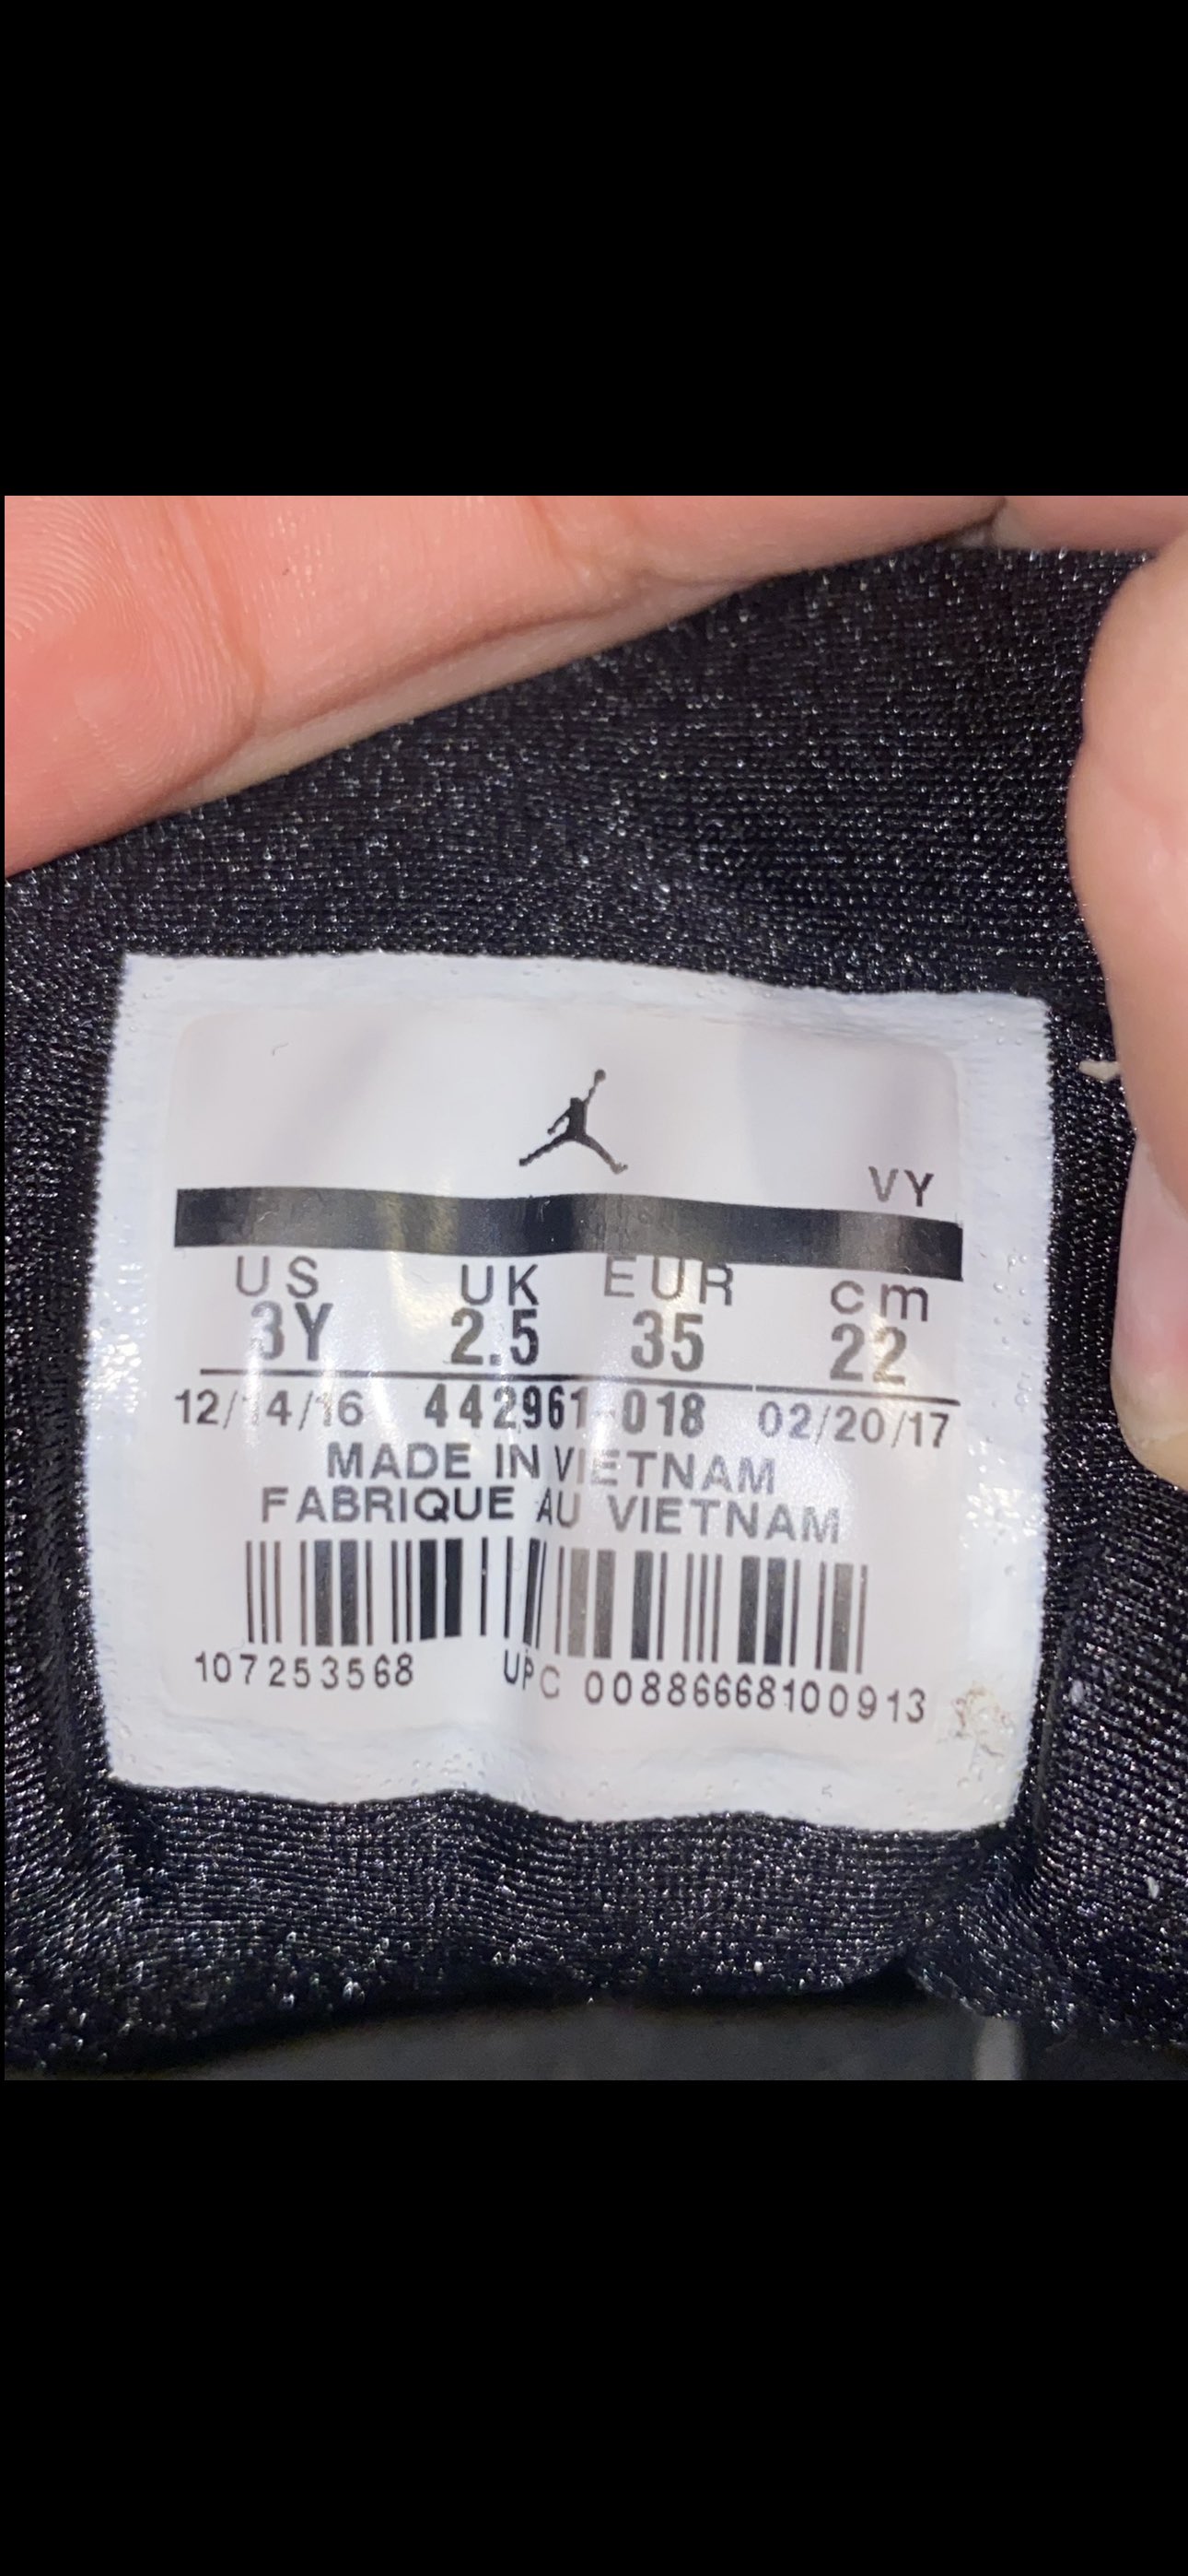 VY
US UK EUR cm
3Y 2.5 35 22
12/14/16 442961-018 02/20/17
MADE IN VIETNAM
FABRIQUE AU VIETNAM
107253568 UPC 00886668100913